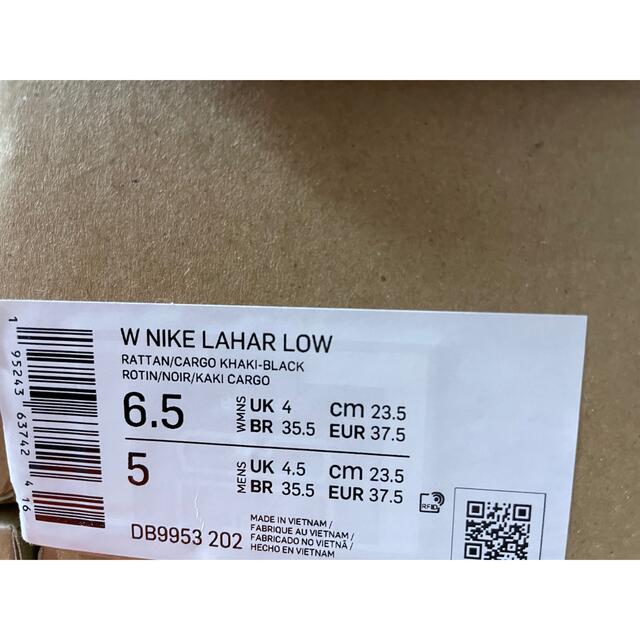 W NIKE LAHAR LOW
RATTAN/CARGO KHAKI-BLACK
ROTIN/NOIR/KAKI CARGO
6.5 WMNS UK 4 cm 23.5
BR 35.5 EUR 37.5
5 MENS UK 4.5 cm 23.5
BR 35.5 EUR 37.5
RFID
DB9953 202
MADE IN VIETNAM /
FABRIQUE AU VIETNAM /
FABRICADO NO VIETNÃ /
HECHO EN VIETNAM
1 95243 63742 416